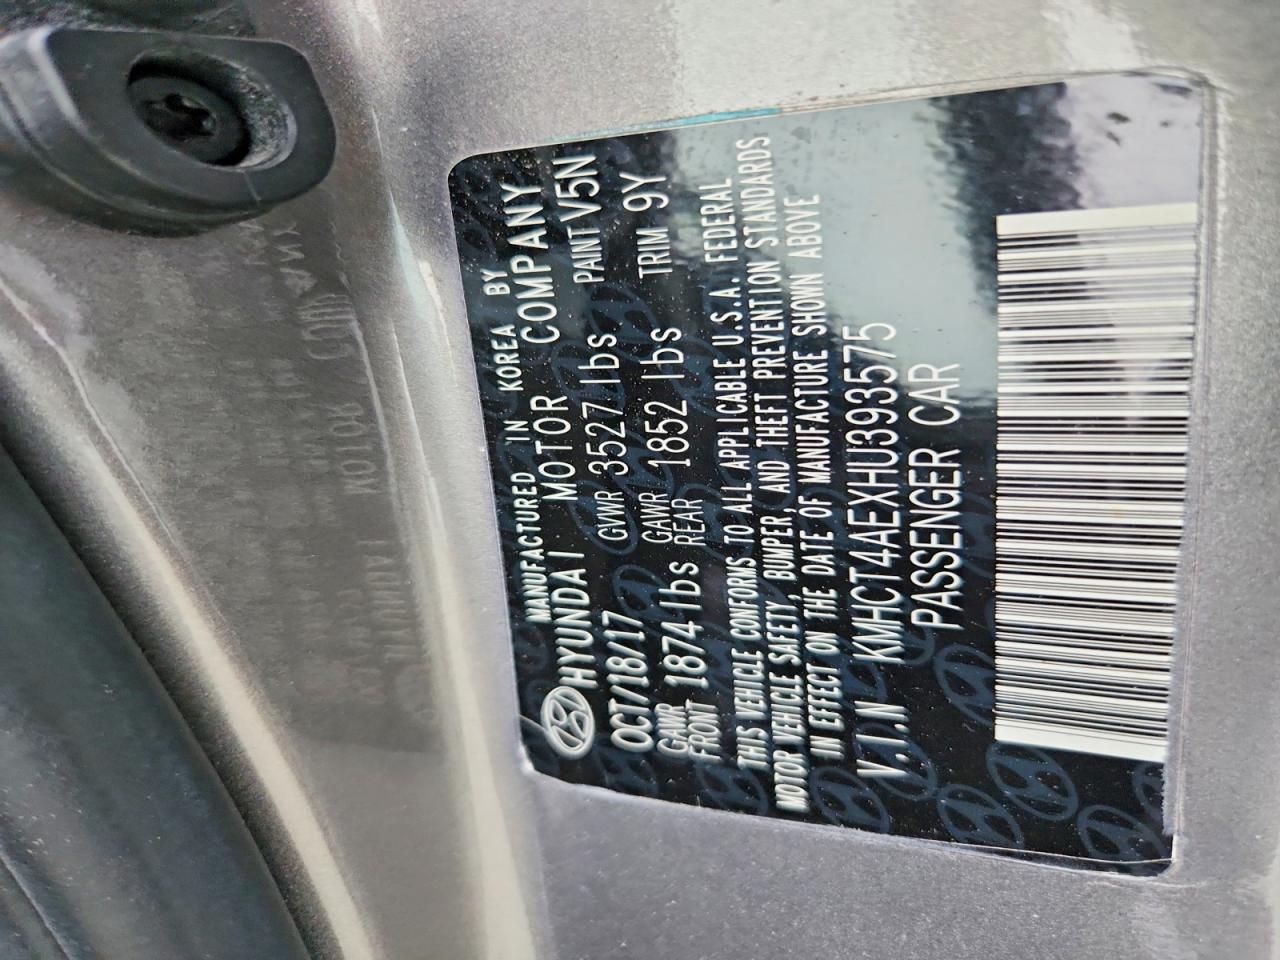 MANUFACTURED IN KOREA BY
HYUNDAI MOTOR COMPANY
OCT/18/17 GVWR 3527 lbs PAINT V5N
GAWR FRONT 1874 lbs GAWR REAR 1852 lbs TRIM 9Y
THIS VEHICLE CONFORMS TO ALL APPLICABLE U.S.A. FEDERAL
MOTOR VEHICLE SAFETY, BUMPER, AND THEFT PREVENTION STANDARDS
IN EFFECT ON THE DATE OF MANUFACTURE SHOWN ABOVE
V.I.N KMHCT4AEXHU393575
PASSENGER CAR